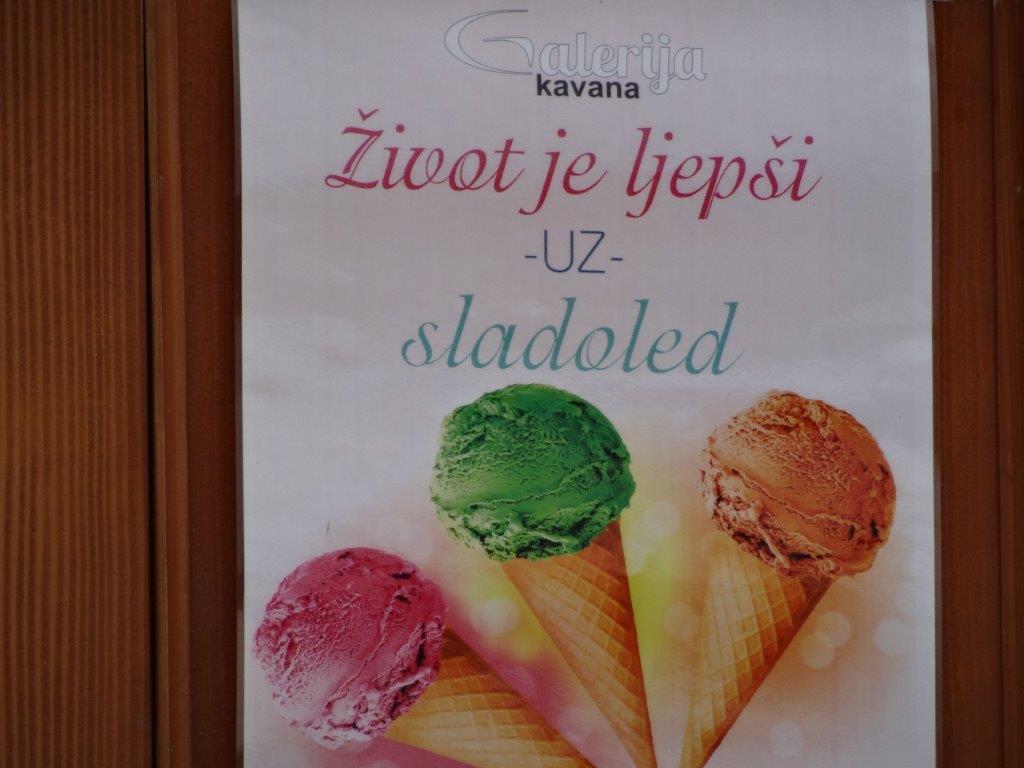 Galerija
kavana
Život je ljepši
-UZ-
sladoled